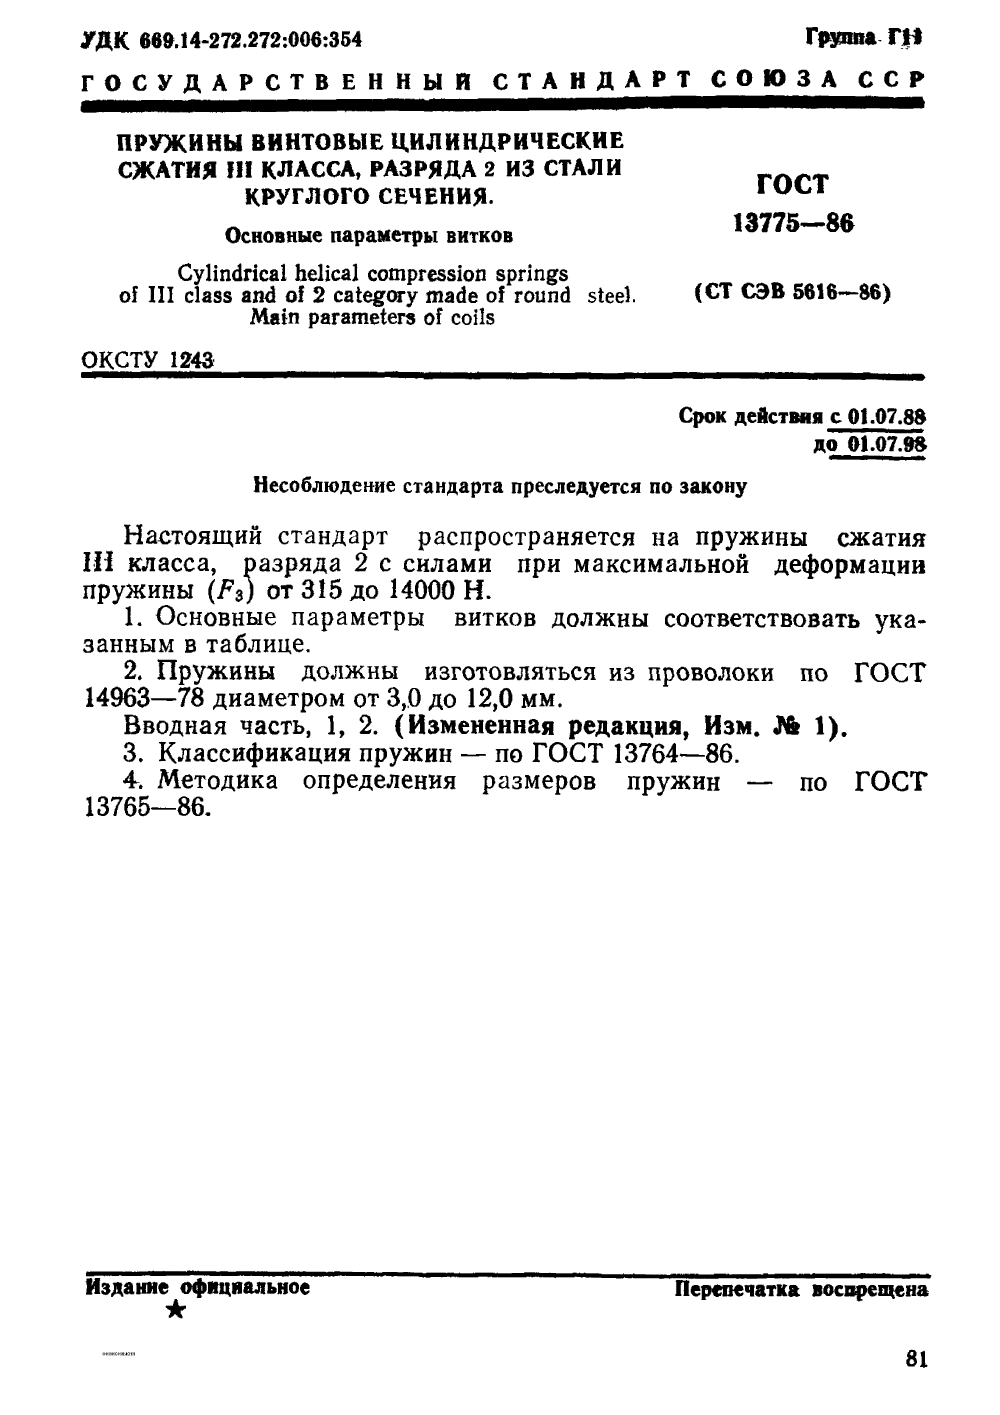 УДК 669.14-272.272:006:354
Группа Г11
ГОСУДАРСТВЕННЫЙ СТАНДАРТ СОЮЗА ССР
ПРУЖИНЫ ВИНТОВЫЕ ЦИЛИНДРИЧЕСКИЕ
СЖАТИЯ III КЛАССА, РАЗРЯДА 2 ИЗ СТАЛИ
КРУГЛОГО СЕЧЕНИЯ.
Основные параметры витков
Cylindrical helical compression springs
of III class and of 2 category made of round steel.
Main parameters of coils
ГОСТ
13775—86
(СТ СЭВ 5616—86)
ОКСТУ 1243
Срок действия с 01.07.88
до 01.07.98
Несоблюдение стандарта преследуется по закону
Настоящий стандарт распространяется на пружины сжатия
III класса, разряда 2 с силами при максимальной деформации
пружины (F₃) от 315 до 14000 Н.
1. Основные параметры витков должны соответствовать ука-
занным в таблице.
2. Пружины должны изготовляться из проволоки по ГОСТ
14963—78 диаметром от 3,0 до 12,0 мм.
Вводная часть, 1, 2. (Измененная редакция, Изм. № 1).
3. Классификация пружин — по ГОСТ 13764—86.
4. Методика определения размеров пружин — по ГОСТ
13765—86.
Издание официальное
Перепечатка воспрещена
★
81